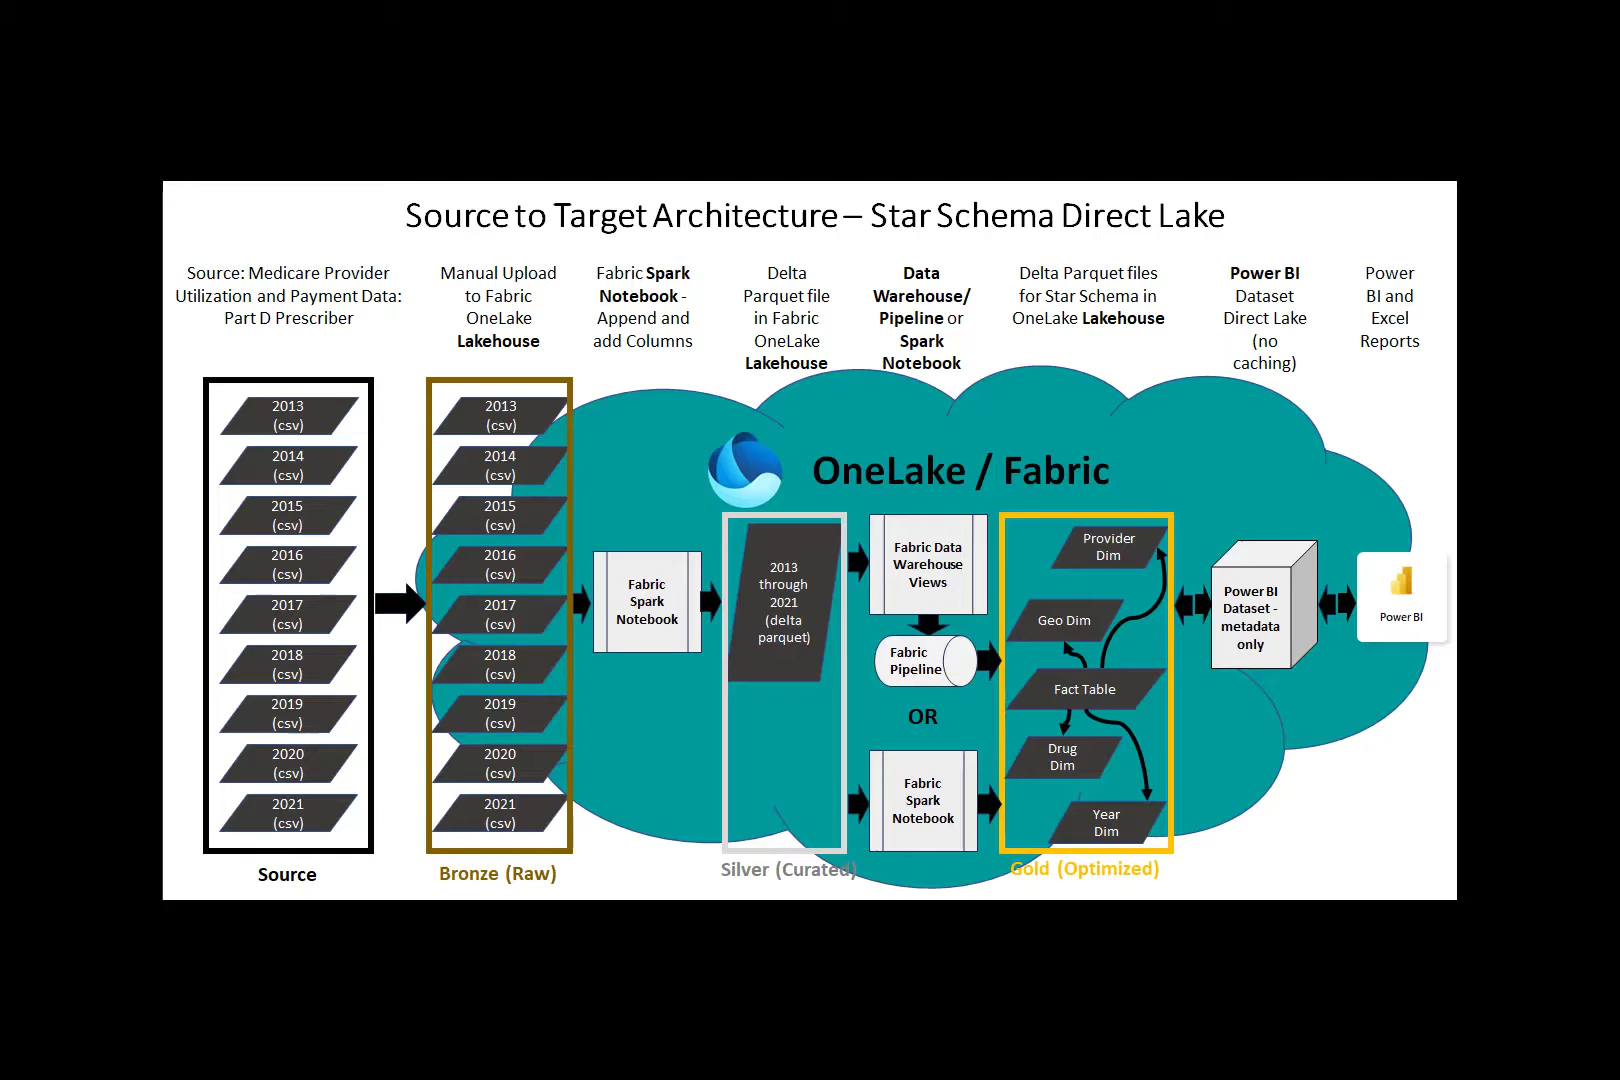 Source to Target Architecture – Star Schema Direct Lake
Source: Medicare Provider
Utilization and Payment Data:
Part D Prescriber
Manual Upload
to Fabric
OneLake
Lakehouse
Fabric Spark
Notebook -
Append and
add Columns
Delta
Parquet file
in Fabric
OneLake
Lakehouse
Data
Warehouse/
Pipeline or
Spark
Notebook
Delta Parquet files
for Star Schema in
OneLake Lakehouse
Power BI
Dataset
Direct Lake
(no
caching)
Power
BI and
Excel
Reports
2013
(csv)
2014
(csv)
2015
(csv)
2016
(csv)
2017
(csv)
2018
(csv)
2019
(csv)
2020
(csv)
2021
(csv)
Source
2013
(csv)
2014
(csv)
2015
(csv)
2016
(csv)
2017
(csv)
2018
(csv)
2019
(csv)
2020
(csv)
2021
(csv)
Bronze (Raw)
OneLake / Fabric
Fabric
Spark
Notebook
2013
through
2021
(delta
parquet)
Silver (Curated)
Fabric Data
Warehouse
Views
Fabric
Pipeline
OR
Fabric
Spark
Notebook
Provider
Dim
Geo Dim
Fact Table
Drug
Dim
Year
Dim
Gold (Optimized)
Power BI
Dataset -
metadata
only
Power BI